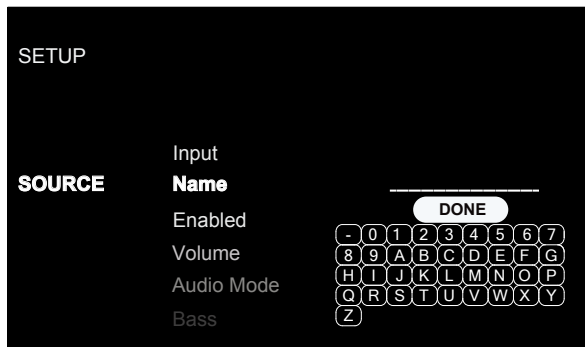 SETUP
Input
SOURCE Name ______________
DONE
Enabled
- 0 1 2 3 4 5 6 7
Volume 8 9 A B C D E F G
H I J K L M N O P
Audio Mode
Q R S T U V W X Y
Bass Z